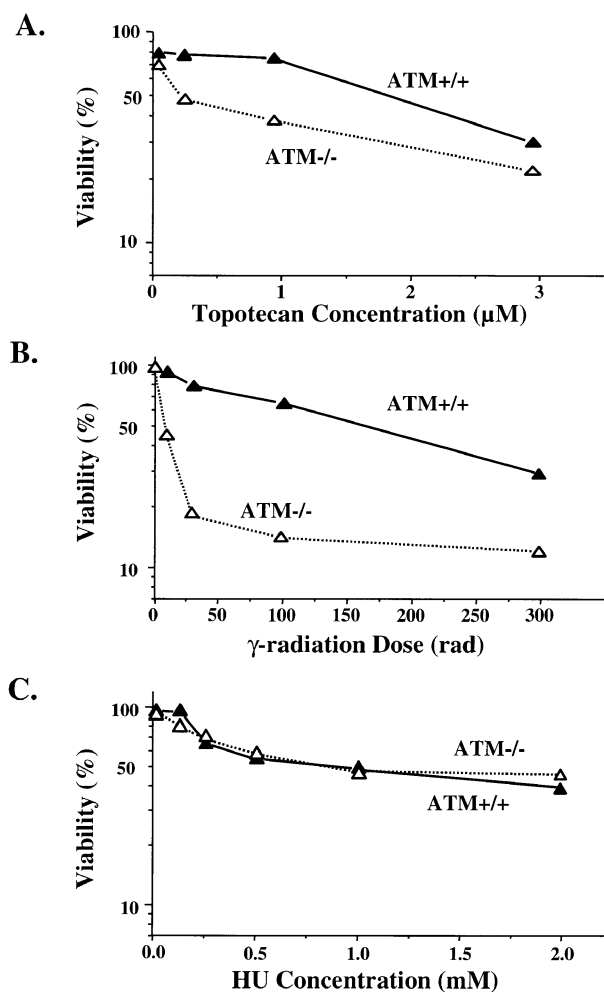 A.
100
50
10
Viability (%)
ATM+/+
ATM-/-
0
1
2
3
Topotecan Concentration (μM)
B.
100
50
10
Viability (%)
ATM+/+
ATM-/-
0
50
100
150
200
250
300
γ-radiation Dose (rad)
C.
100
50
10
Viability (%)
ATM-/-
ATM+/+
0.0
0.5
1.0
2.0
HU Concentration (mM)